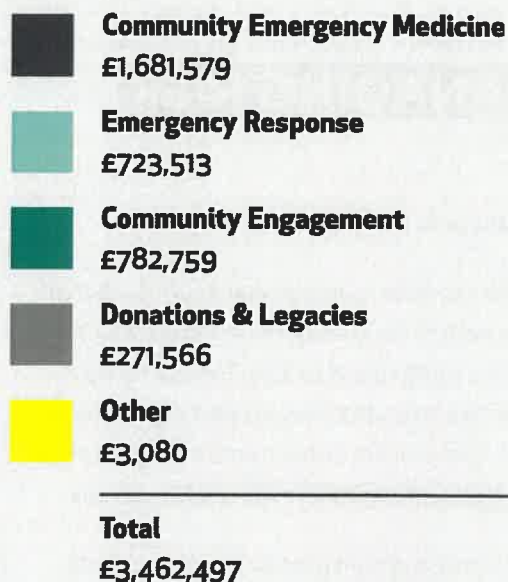 Community Emergency Medicine
£1,681,579
Emergency Response
£723,513
Community Engagement
£782,759
Donations & Legacies
£271,566
Other
£3,080
Total
£3,462,497